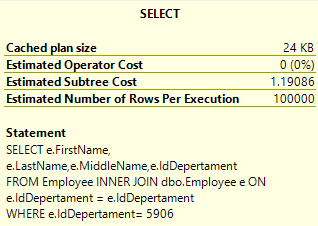 SELECT
Cached plan size 24 KB
Estimated Operator Cost 0 (0%)
Estimated Subtree Cost 1.19086
Estimated Number of Rows Per Execution 100000
Statement
SELECT e.FirstName,
e.LastName,e.MiddleName,e.IdDepertament
FROM Employee INNER JOIN dbo.Employee e ON
e.IdDepertament = e.IdDepertament
WHERE e.IdDepertament= 5906